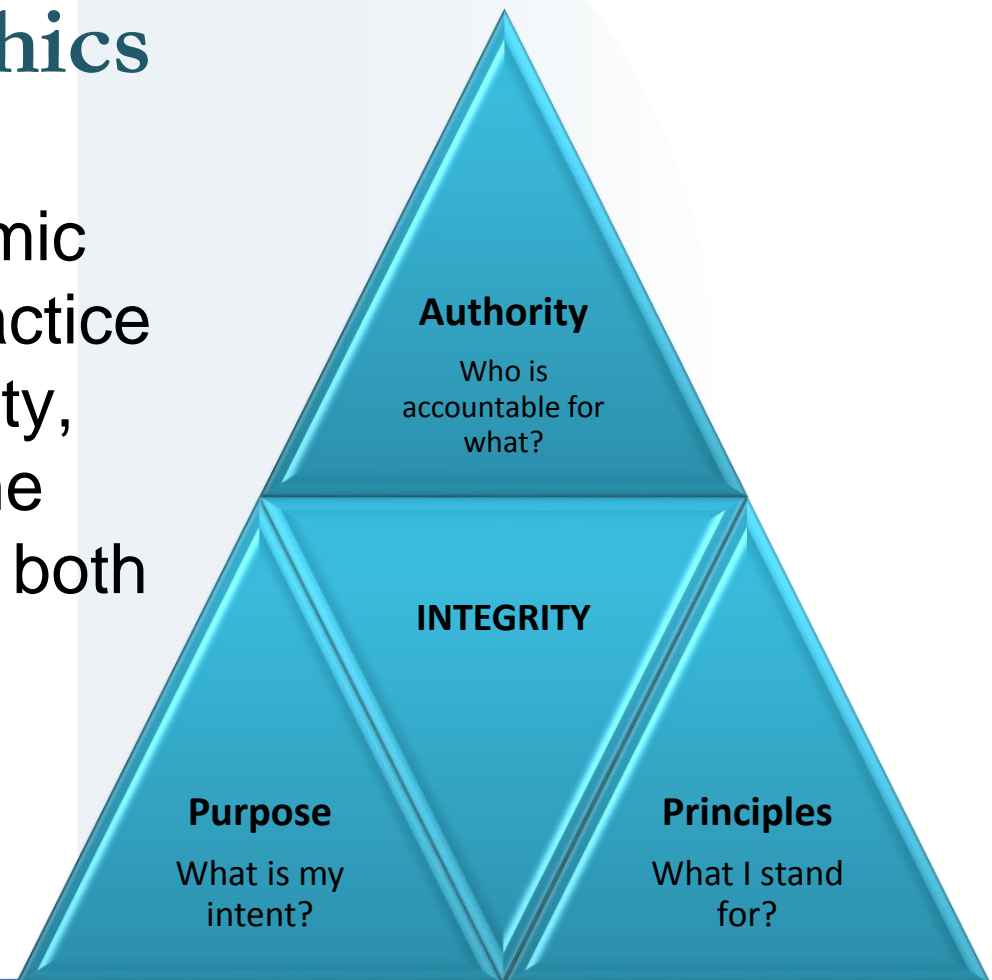 hics
mic
actice
ty,
both
Authority
Who is
accountable for
what?
INTEGRITY
Purpose
What is my
intent?
Principles
What I stand
for?